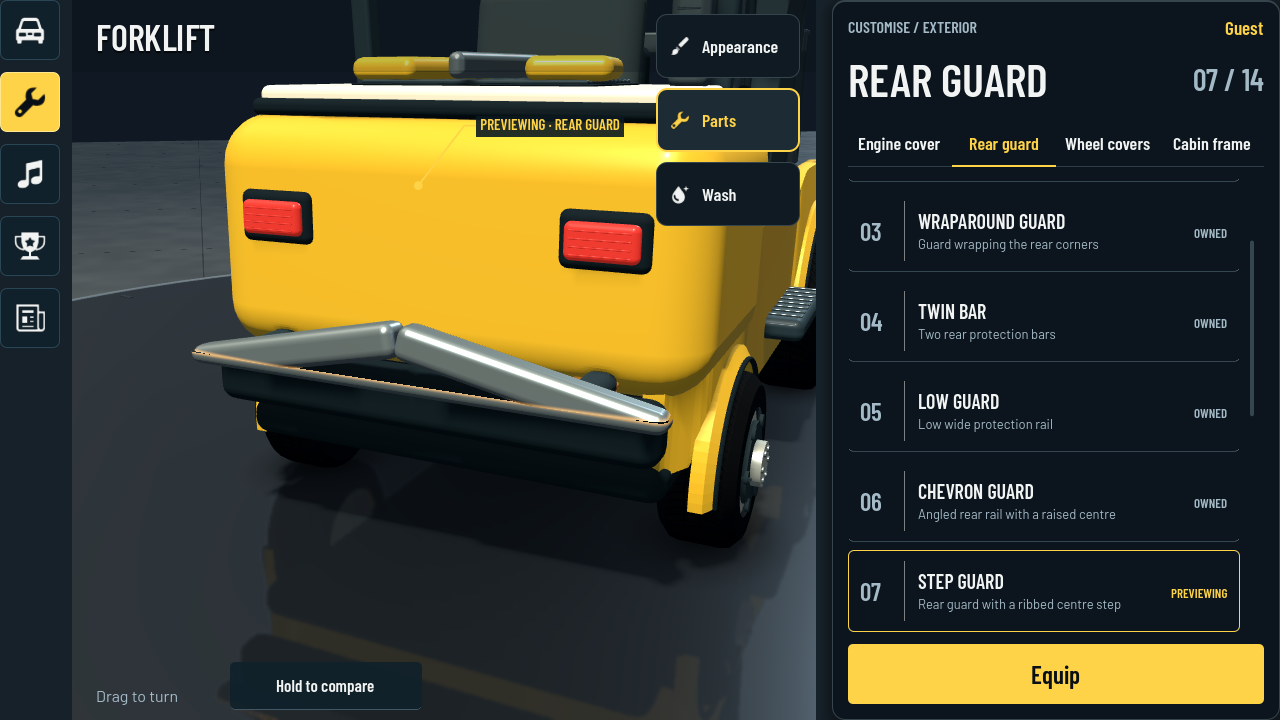 FORKLIFT
PREVIEWING · REAR GUARD
Appearance
Parts
Wash
Drag to turn
Hold to compare
CUSTOMISE / EXTERIOR
Guest
REAR GUARD
07 / 14
Engine cover
Rear guard
Wheel covers
Cabin frame
03
WRAPAROUND GUARD
Guard wrapping the rear corners
OWNED
04
TWIN BAR
Two rear protection bars
OWNED
05
LOW GUARD
Low wide protection rail
OWNED
06
CHEVRON GUARD
Angled rear rail with a raised centre
OWNED
07
STEP GUARD
Rear guard with a ribbed centre step
PREVIEWING
Equip